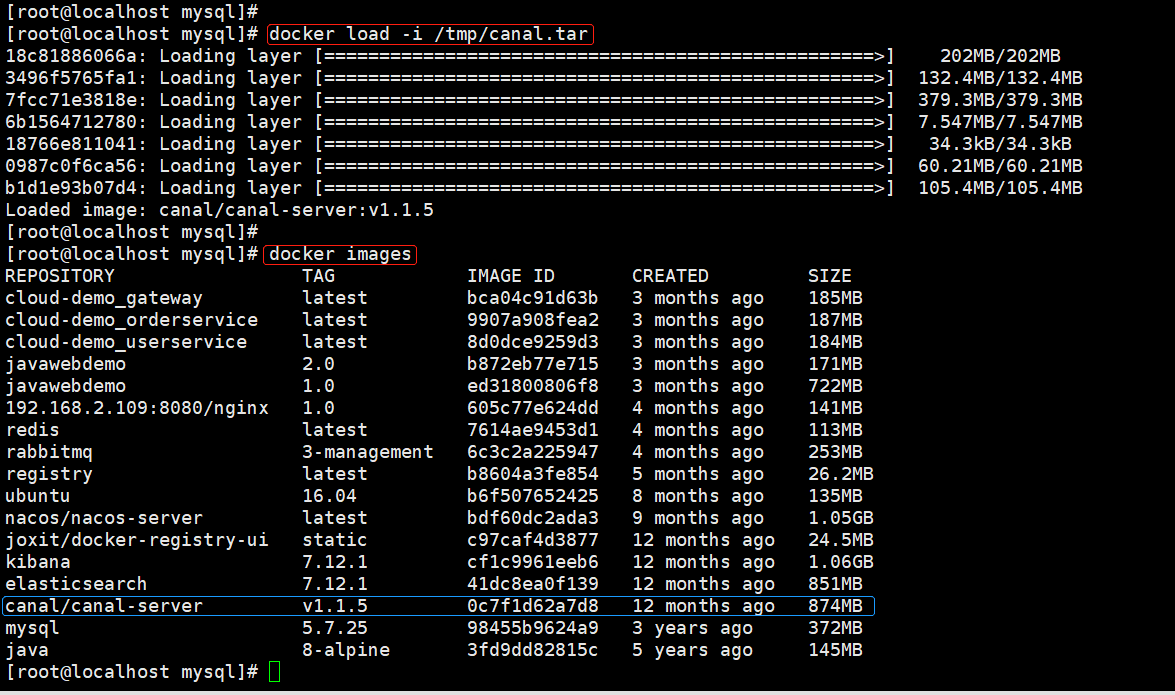 [root@localhost mysql]#
[root@localhost mysql]# docker load -i /tmp/canal.tar
18c81886066a: Loading layer [==================================================>]    202MB/202MB
3496f5765fa1: Loading layer [==================================================>]  132.4MB/132.4MB
7fcc71e3818e: Loading layer [==================================================>]  379.3MB/379.3MB
6b1564712780: Loading layer [==================================================>]  7.547MB/7.547MB
18766e811041: Loading layer [==================================================>]   34.3kB/34.3kB
0987c0f6ca56: Loading layer [==================================================>]  60.21MB/60.21MB
b1d1e93b07d4: Loading layer [==================================================>]  105.4MB/105.4MB
Loaded image: canal/canal-server:v1.1.5
[root@localhost mysql]#
[root@localhost mysql]# docker images
REPOSITORY                 TAG            IMAGE ID       CREATED         SIZE
cloud-demo_gateway         latest         bca04c91d63b   3 months ago    185MB
cloud-demo_orderservice    latest         9907a908fea2   3 months ago    187MB
cloud-demo_userservice     latest         8d0dce9259d3   3 months ago    184MB
javawebdemo                2.0            b872eb77e715   3 months ago    171MB
javawebdemo                1.0            ed31800806f8   3 months ago    722MB
192.168.2.109:8080/nginx   1.0            605c77e624dd   4 months ago    141MB
redis                      latest         7614ae9453d1   4 months ago    113MB
rabbitmq                   3-management   6c3c2a225947   4 months ago    253MB
registry                   latest         b8604a3fe854   5 months ago    26.2MB
ubuntu                     16.04          b6f507652425   8 months ago    135MB
nacos/nacos-server         latest         bdf60dc2ada3   9 months ago    1.05GB
joxit/docker-registry-ui   static         c97caf4d3877   12 months ago   24.5MB
kibana                     7.12.1         cf1c9961eeb6   12 months ago   1.06GB
elasticsearch              7.12.1         41dc8ea0f139   12 months ago   851MB
canal/canal-server         v1.1.5         0c7f1d62a7d8   12 months ago   874MB
mysql                      5.7.25         98455b9624a9   3 years ago     372MB
java                       8-alpine       3fd9dd82815c   5 years ago     145MB
[root@localhost mysql]#